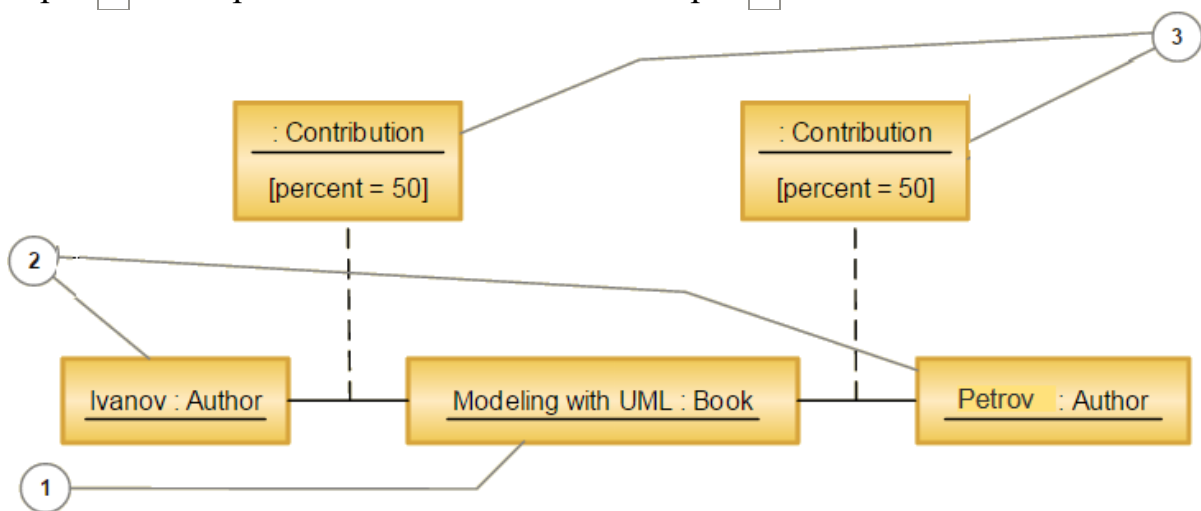 3
: Contribution
[percent = 50]
: Contribution
[percent = 50]
2
Ivanov : Author
Modeling with UML : Book
Petrov : Author
1